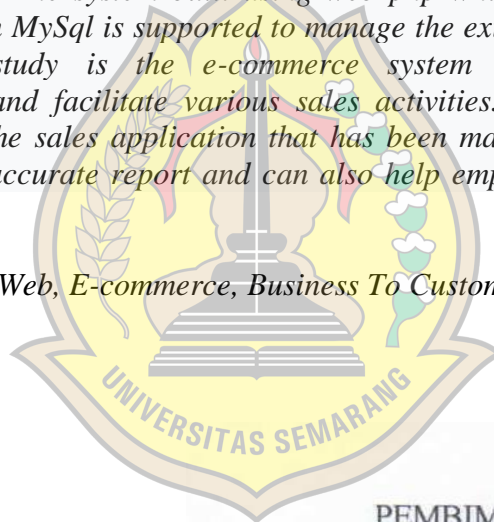 n MySql is supported to manage the ex
study is the e-commerce system
and facilitate various sales activities.
he sales application that has been ma
accurate report and can also help emp
Web, E-commerce, Business To Custom
UNIVERSITAS SEMARANG
PEMBIM